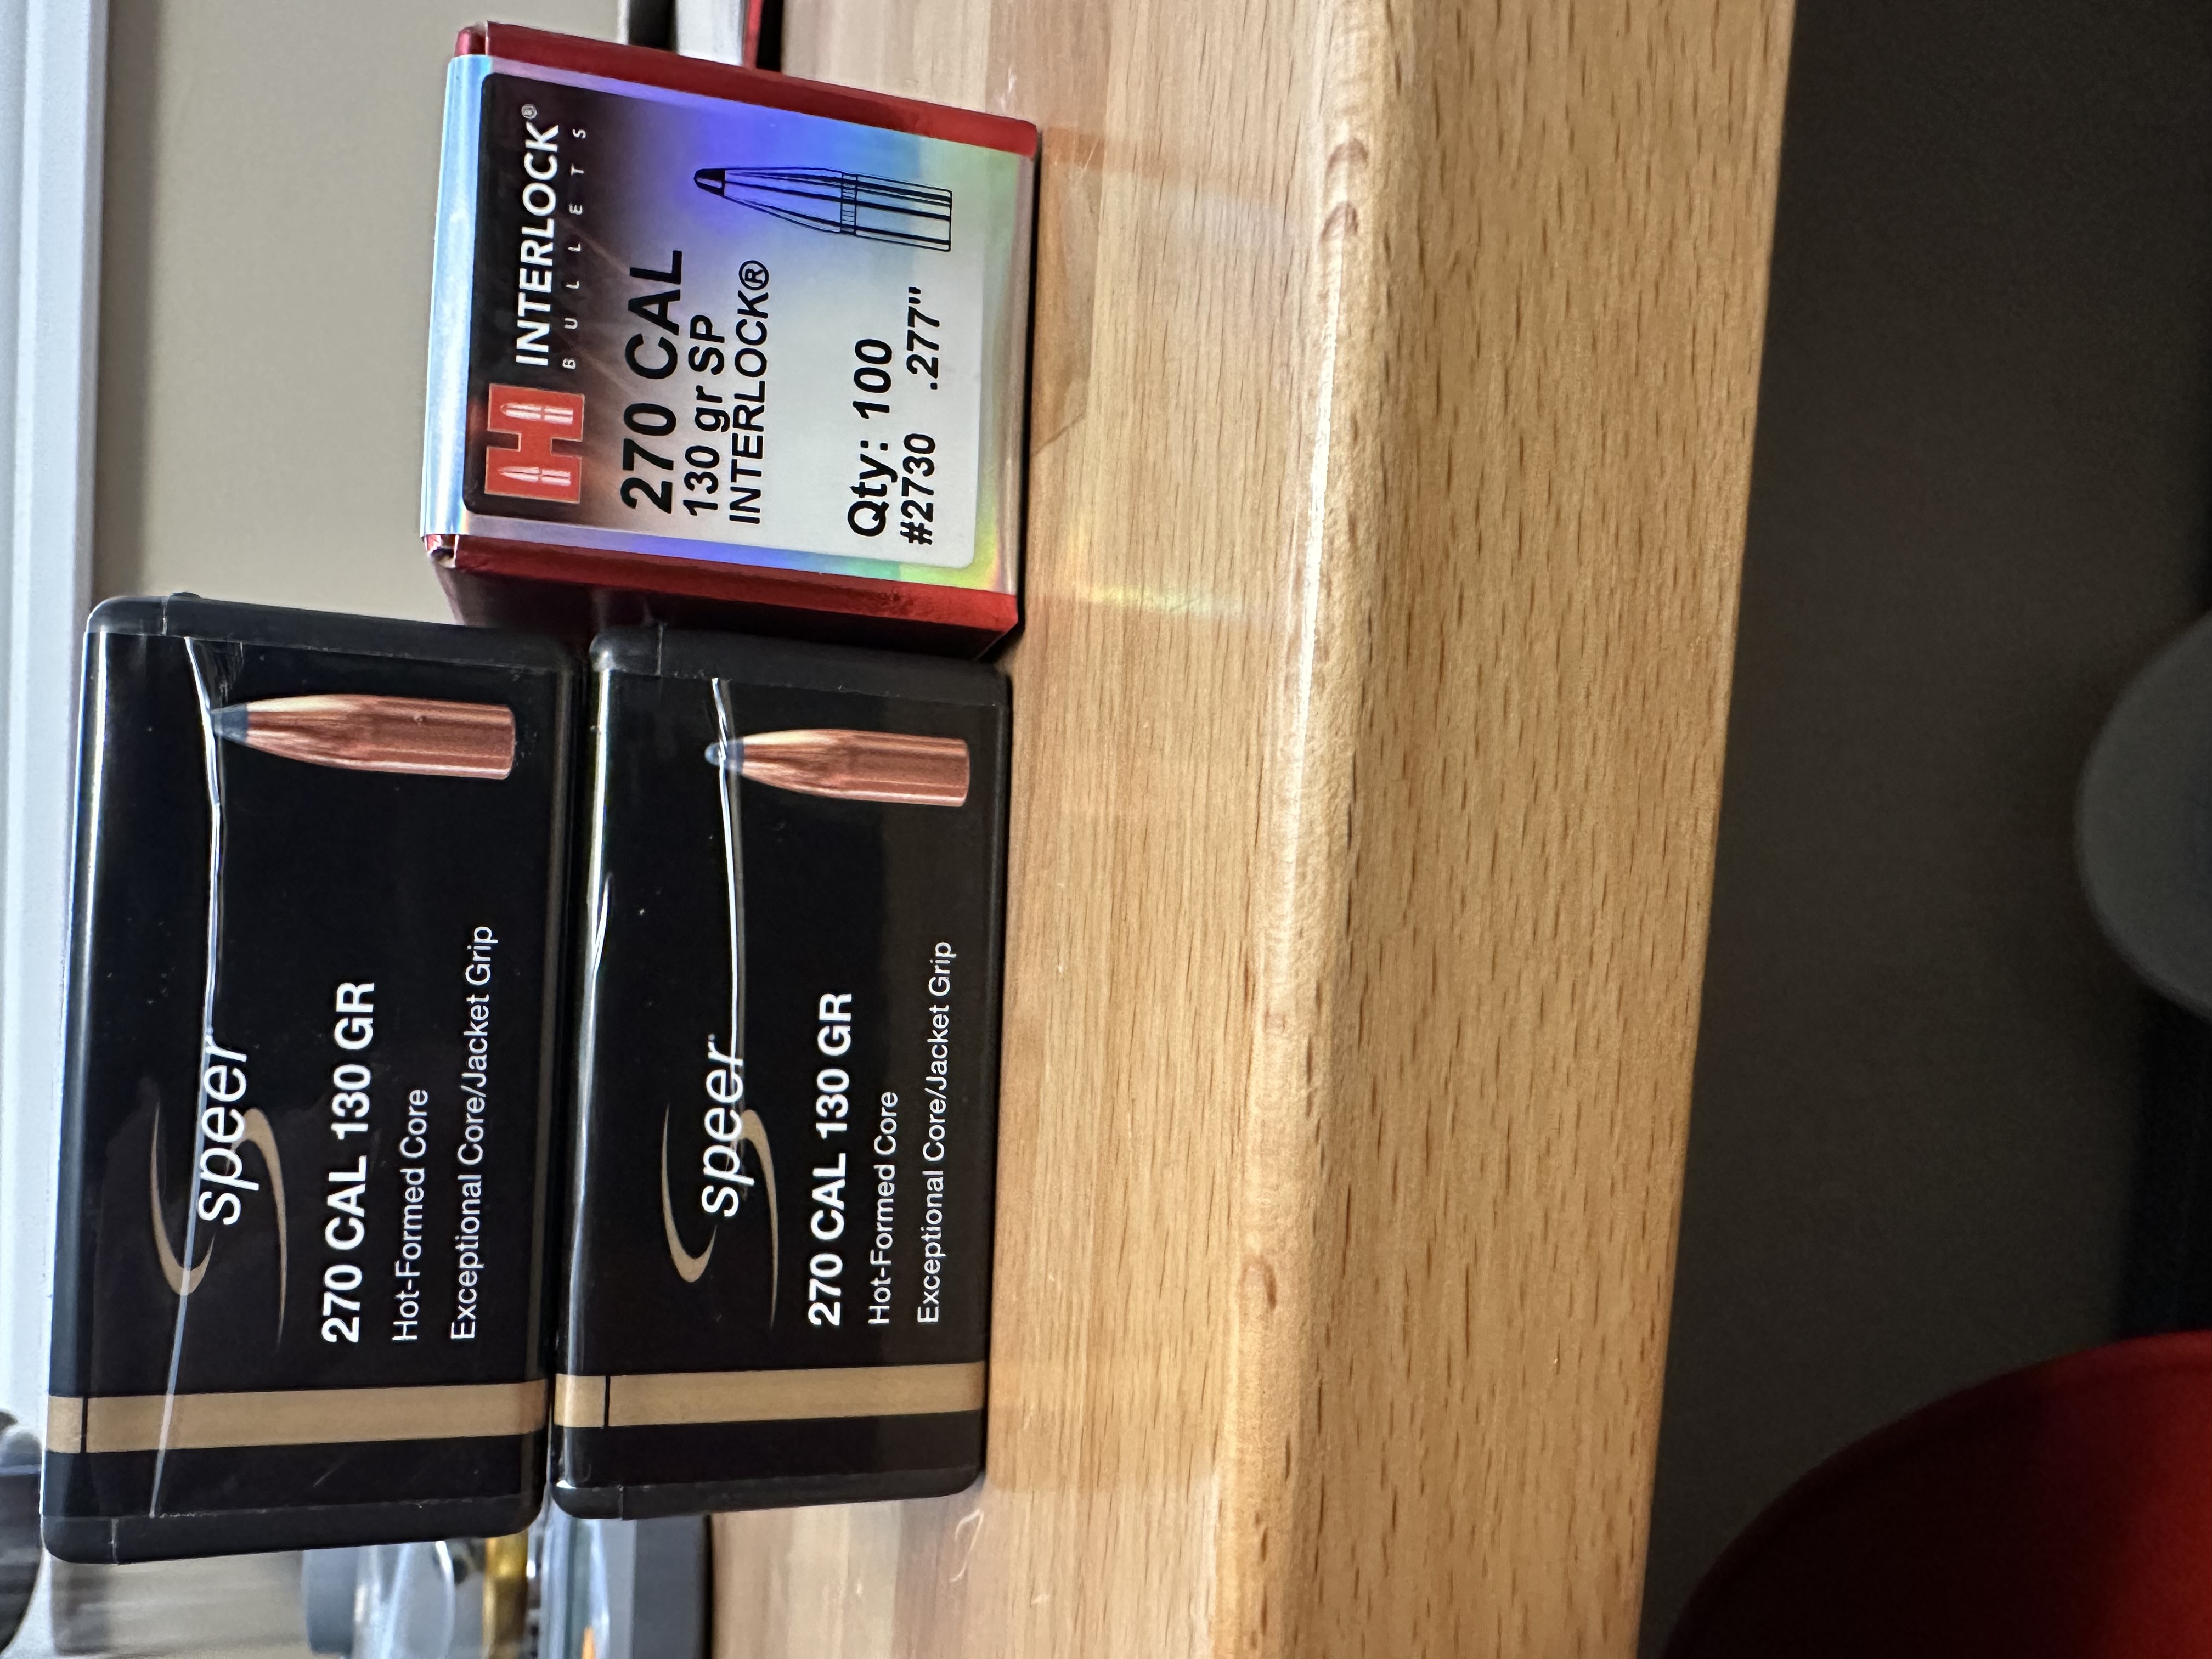 speer
270 CAL 130 GR
Hot-Formed Core
Exceptional Core/Jacket Grip
speer
270 CAL 130 GR
Hot-Formed Core
Exceptional Core/Jacket Grip
H INTERLOCK®
BULLETS
270 CAL
130 gr SP
INTERLOCK®
Qty: 100
#2730 .277"